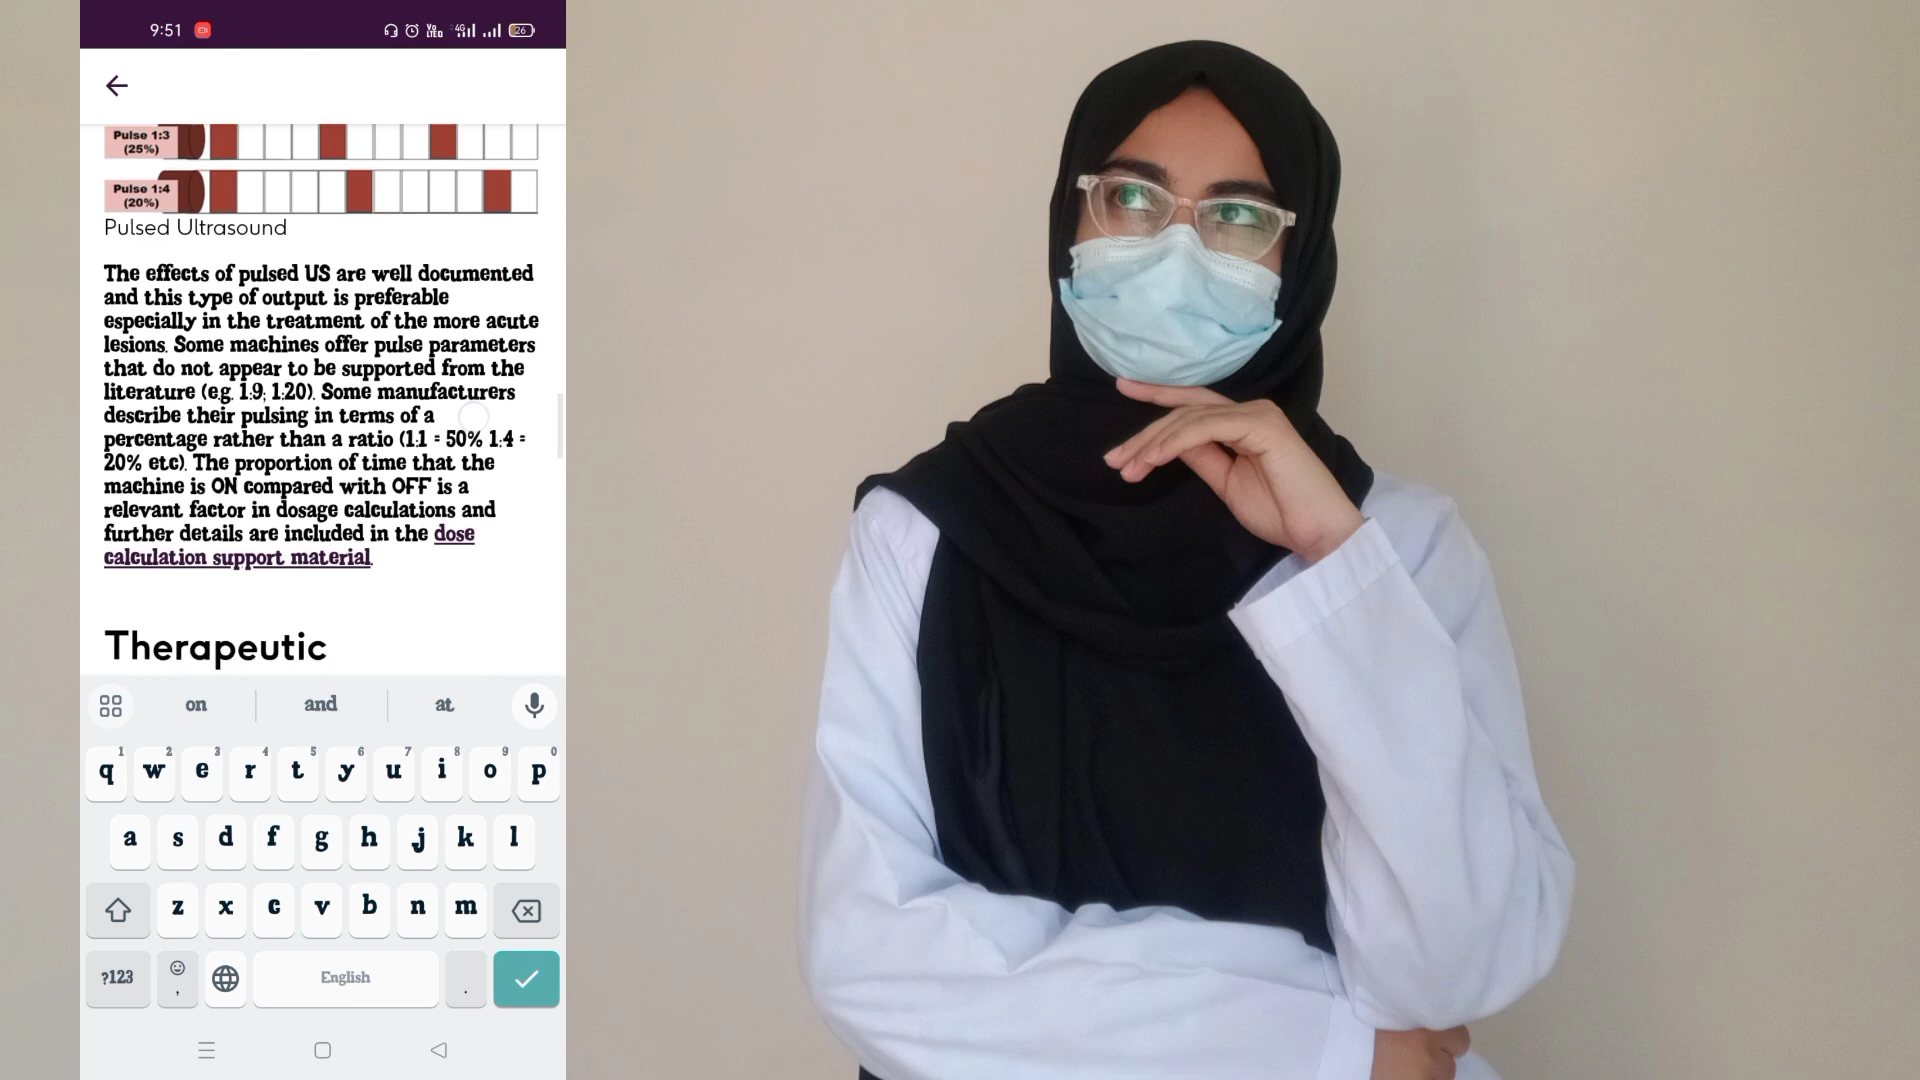 9:51
Vo
LTED
4G
26
Pulse 1:3
(25%)
Pulse 1:4
(20%)
Pulsed Ultrasound
The effects of pulsed US are well documented
and this type of output is preferable
especially in the treatment of the more acute
lesions. Some machines offer pulse parameters
that do not appear to be supported from the
literature (e.g. 1:9; 1:20). Some manufacturers
describe their pulsing in terms of a
percentage rather than a ratio (1:1 = 50% 1:4 =
20% etc). The proportion of time that the
machine is ON compared with OFF is a
relevant factor in dosage calculations and
further details are included in the dose
calculation support material.
Therapeutic
on and at
1 2 3 4 5 6 7 8 9 0
q w e r t y u i o p
a s d f g h j k l
z x c v b n m
?123 , English .